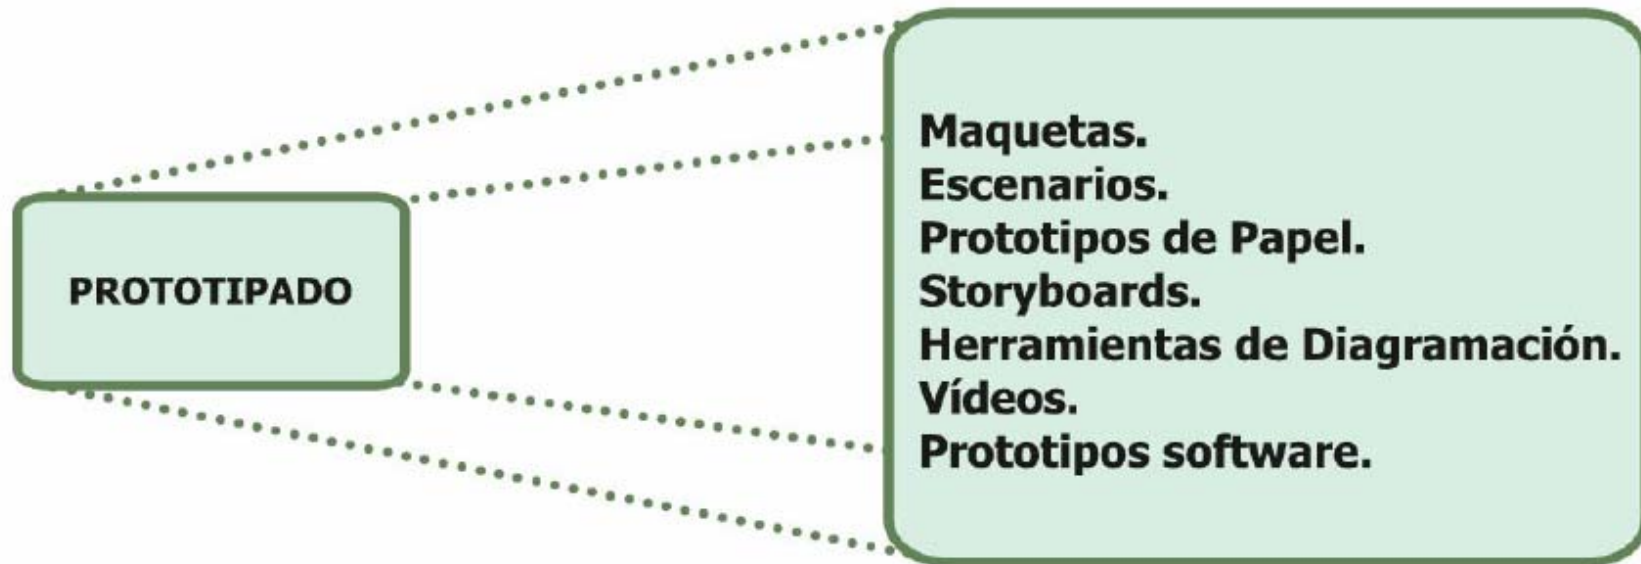 PROTOTIPADO
Maquetas.
Escenarios.
Prototipos de Papel.
Storyboards.
Herramientas de Diagramación.
Vídeos.
Prototipos software.